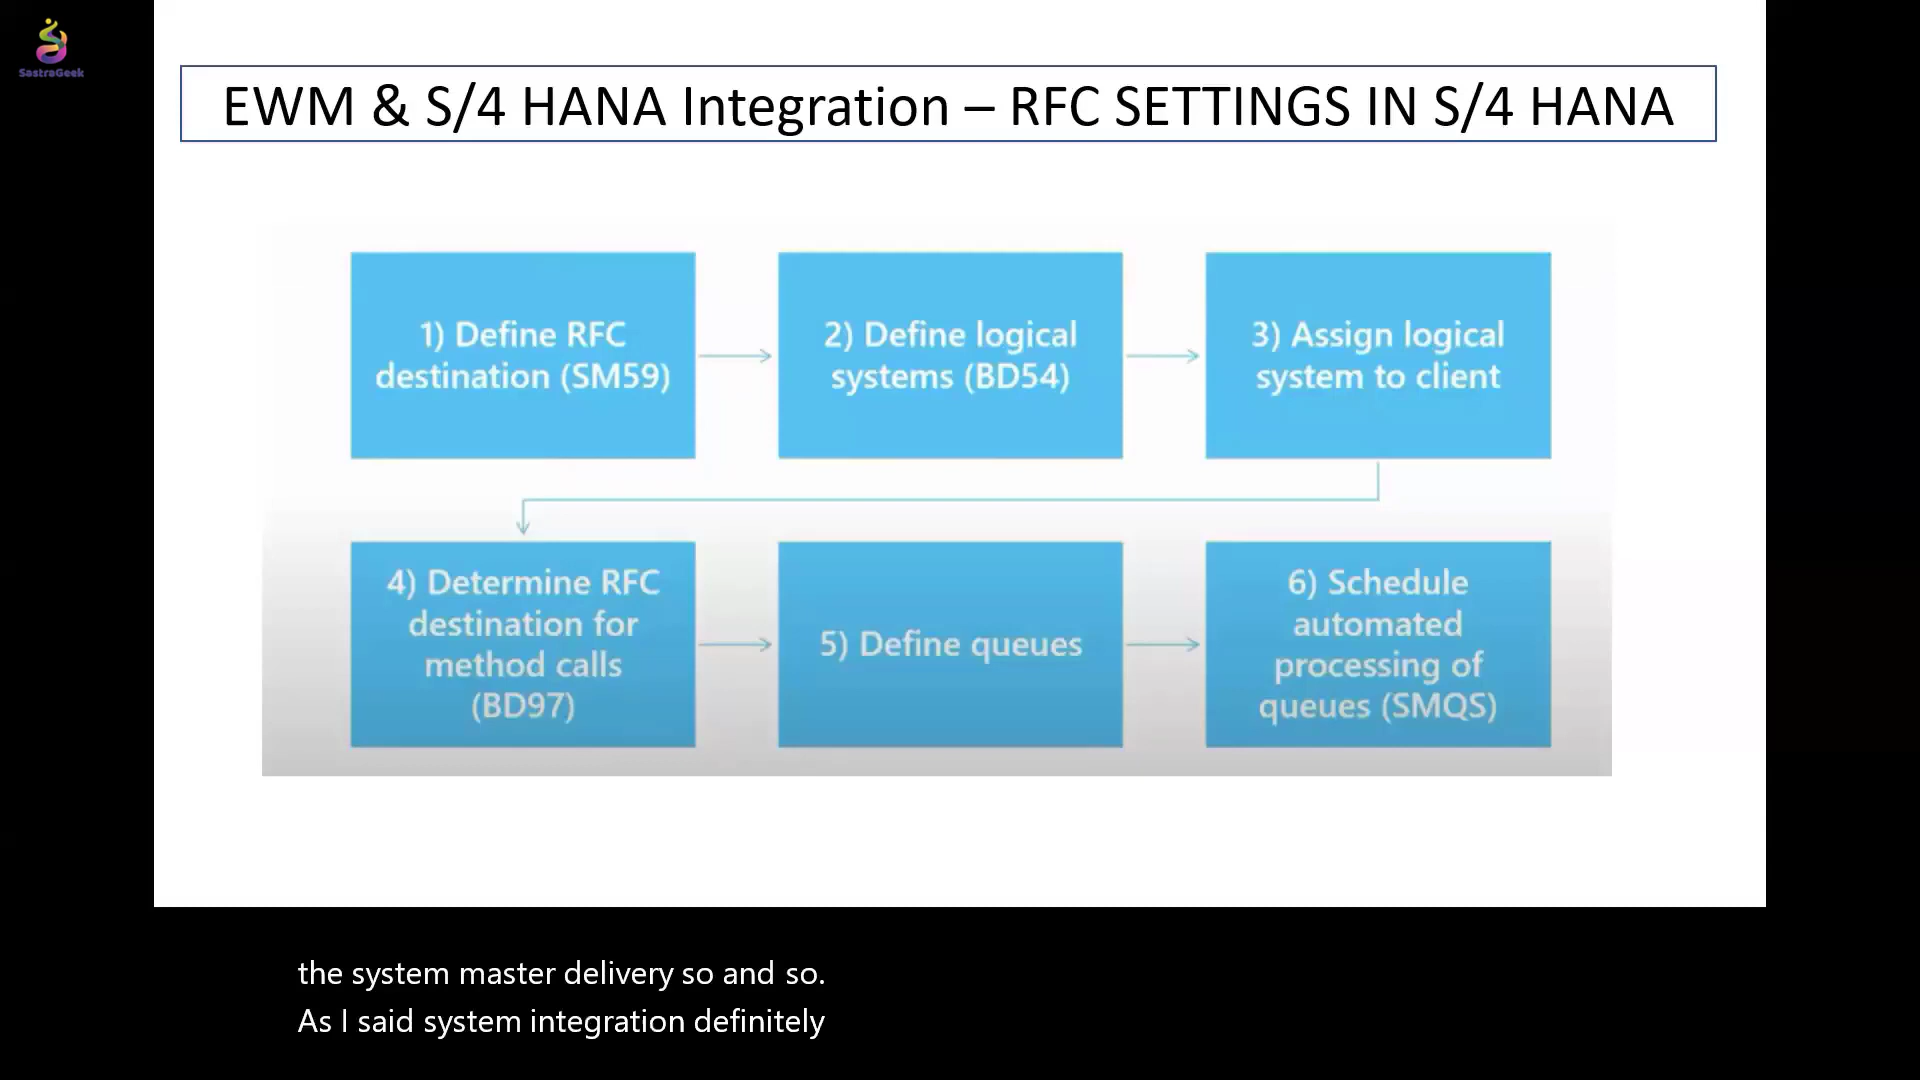 SastraGeek
EWM & S/4 HANA Integration – RFC SETTINGS IN S/4 HANA
1) Define RFC
destination (SM59)
2) Define logical
systems (BD54)
3) Assign logical
system to client
4) Determine RFC
destination for
method calls
(BD97)
5) Define queues
6) Schedule
automated
processing of
queues (SMQS)
the system master delivery so and so.
As I said system integration definitely